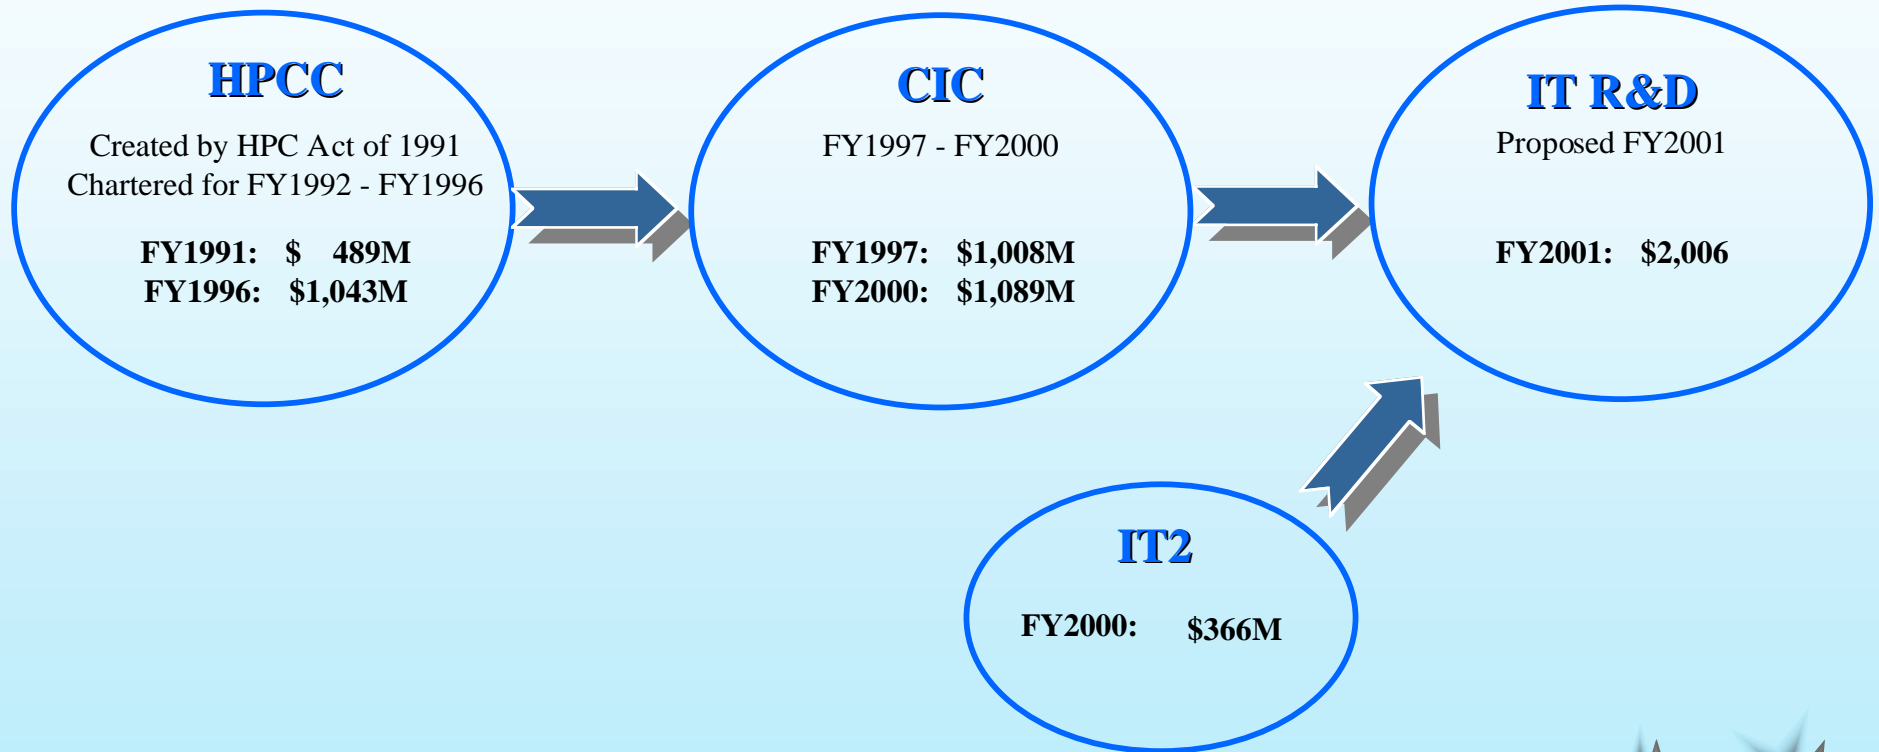 HPCC
Created by HPC Act of 1991
Chartered for FY1992 - FY1996
FY1991: $ 489M
FY1996: $1,043M
CIC
FY1997 - FY2000
FY1997: $1,008M
FY2000: $1,089M
IT R&D
Proposed FY2001
FY2001: $2,006
IT2
FY2000: $366M